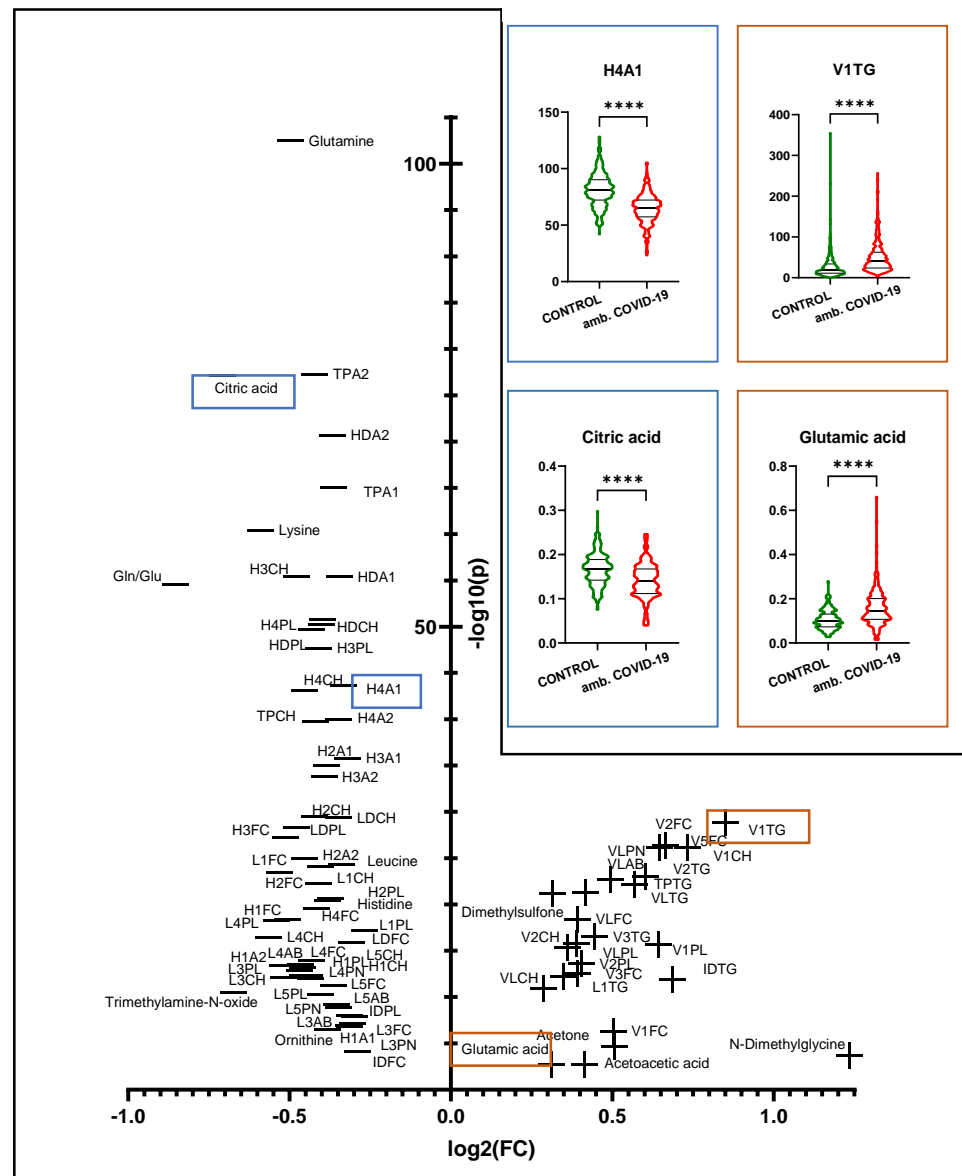 H4A1
****
150
100
50
0
CONTROL
amb. COVID-19
V1TG
****
400
300
200
100
0
CONTROL
amb. COVID-19
Citric acid
****
0.4
0.3
0.2
0.1
0.0
CONTROL
amb. COVID-19
Glutamic acid
****
0.8
0.6
0.4
0.2
0.0
CONTROL
amb. COVID-19
Glutamine
100
TPA2
Citric acid
HDA2
TPA1
Lysine
Gln/Glu
H3CH
HDA1
50
-log10(p)
H4PL
HDCH
HDPL
H3PL
H4CH
H4A1
TPCH
H4A2
H2A1
H3A1
H3A2
H2CH
LDCH
H3FC
LDPL
L1FC
H2A2
Leucine
H2FC
L1CH
H2PL
Histidine
H1FC
H4FC
L4PL
L1PL
L4CH
LDFC
L4AB
L4FC
L5CH
H1A2
H1PL
H1CH
L3PL
L4PN
L3CH
L5FC
Trimethylamine-N-oxide
L5PL
L5AB
L5PN
IDPL
L3AB
L3FC
Ornithine
H1A1
L3PN
IDFC
V2FC
V1TG
V5FC
VLPN
V1CH
VLAB
V2TG
TPTG
VLTG
Dimethylsulfone
VLFC
V2CH
V3TG
V1PL
VLPL
V2PL
IDTG
VLCH
V3FC
L1TG
Acetone
V1FC
Glutamic acid
N-Dimethylglycine
Acetoacetic acid
-1.0
-0.5
0.0
0.5
1.0
log2(FC)